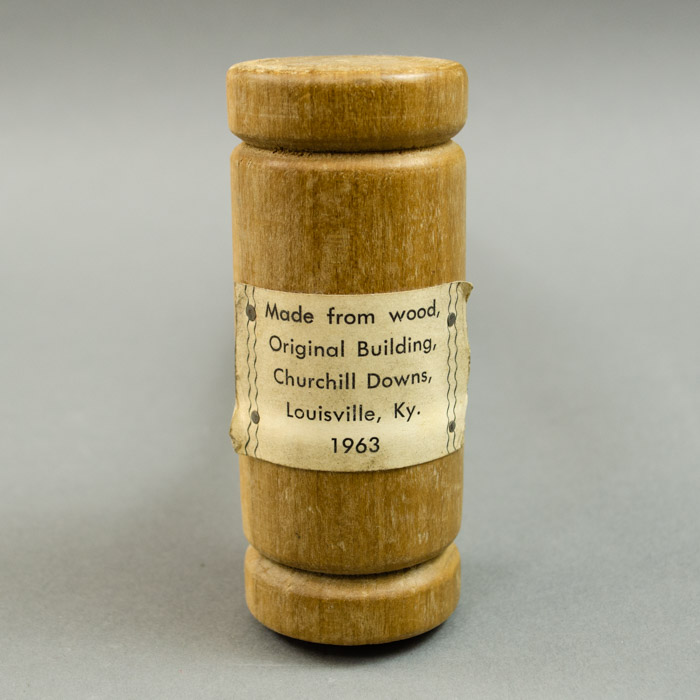 Made from wood,
Original Building,
Churchill Downs,
Louisville, Ky.
1963